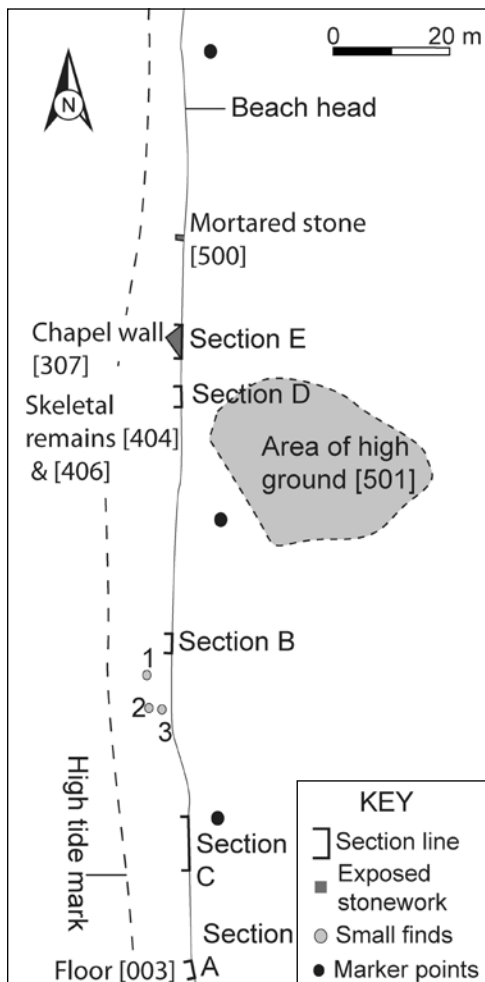 0 20 m
N
Beach head
Mortared stone
[500]
Chapel wall
[307]
Section E
Section D
Skeletal
remains [404]
& [406]
Area of high
ground [501]
Section B
1
2
3
High tide mark
Section
C
Section
A
Floor [003]
KEY
Section line
Exposed
stonework
Small finds
Marker points